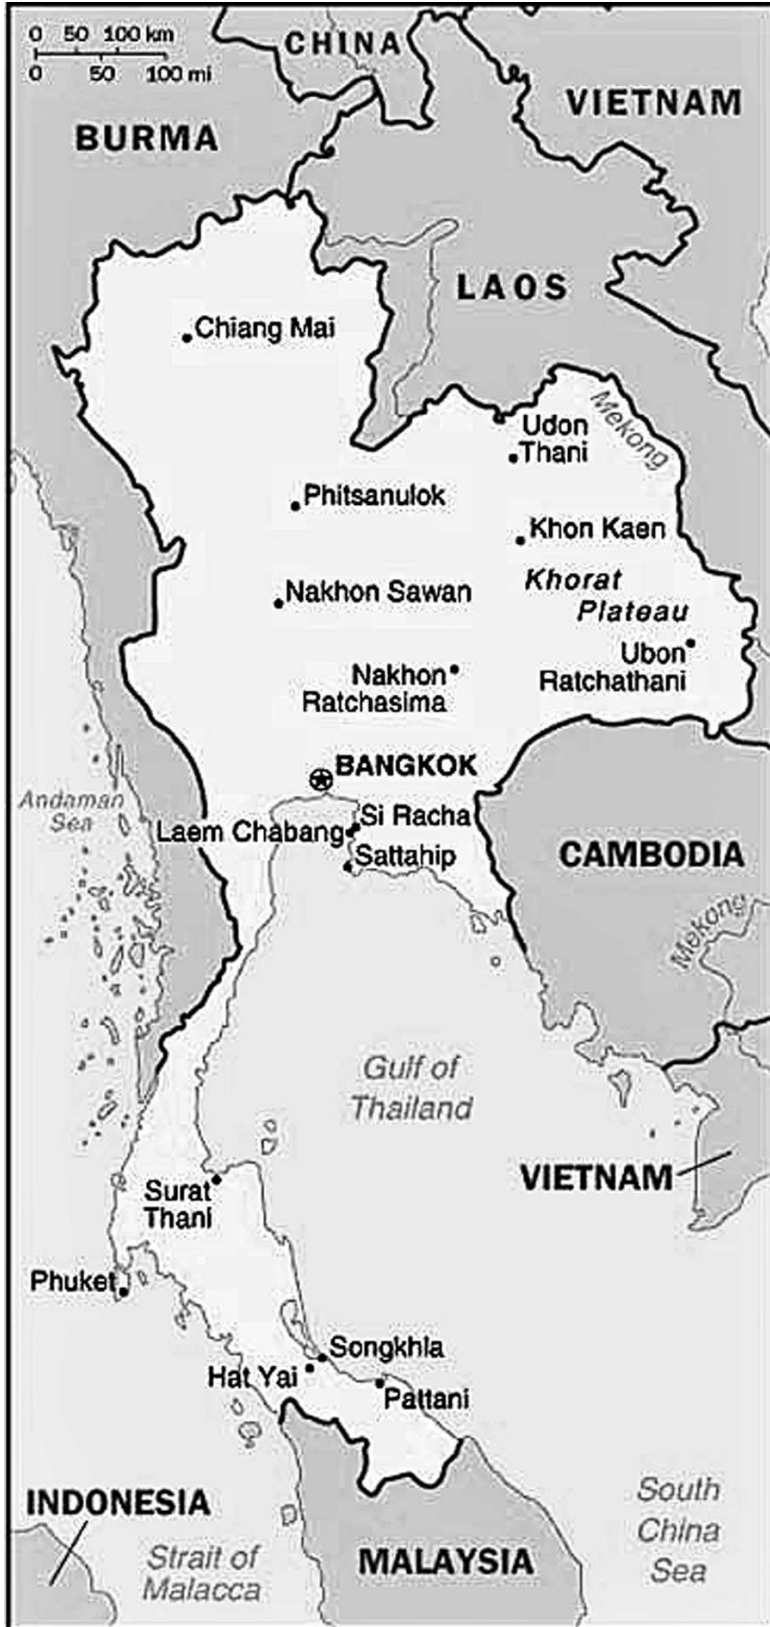 0 50 100 km
0 50 100 mi
CHINA
VIETNAM
BURMA
LAOS
Chiang Mai
Udon
Thani
Mekong
Phitsanulok
Khon Kaen
Khorat
Plateau
Nakhon Sawan
Ubon
Ratchathani
Nakhon
Ratchasima
BANGKOK
Andaman
Sea
Si Racha
Laem Chabang
Sattahip
CAMBODIA
Mekong
Gulf of
Thailand
VIETNAM
Surat
Thani
Phuket
Songkhla
Hat Yai
Pattani
INDONESIA
South
China
Sea
Strait of
Malacca
MALAYSIA